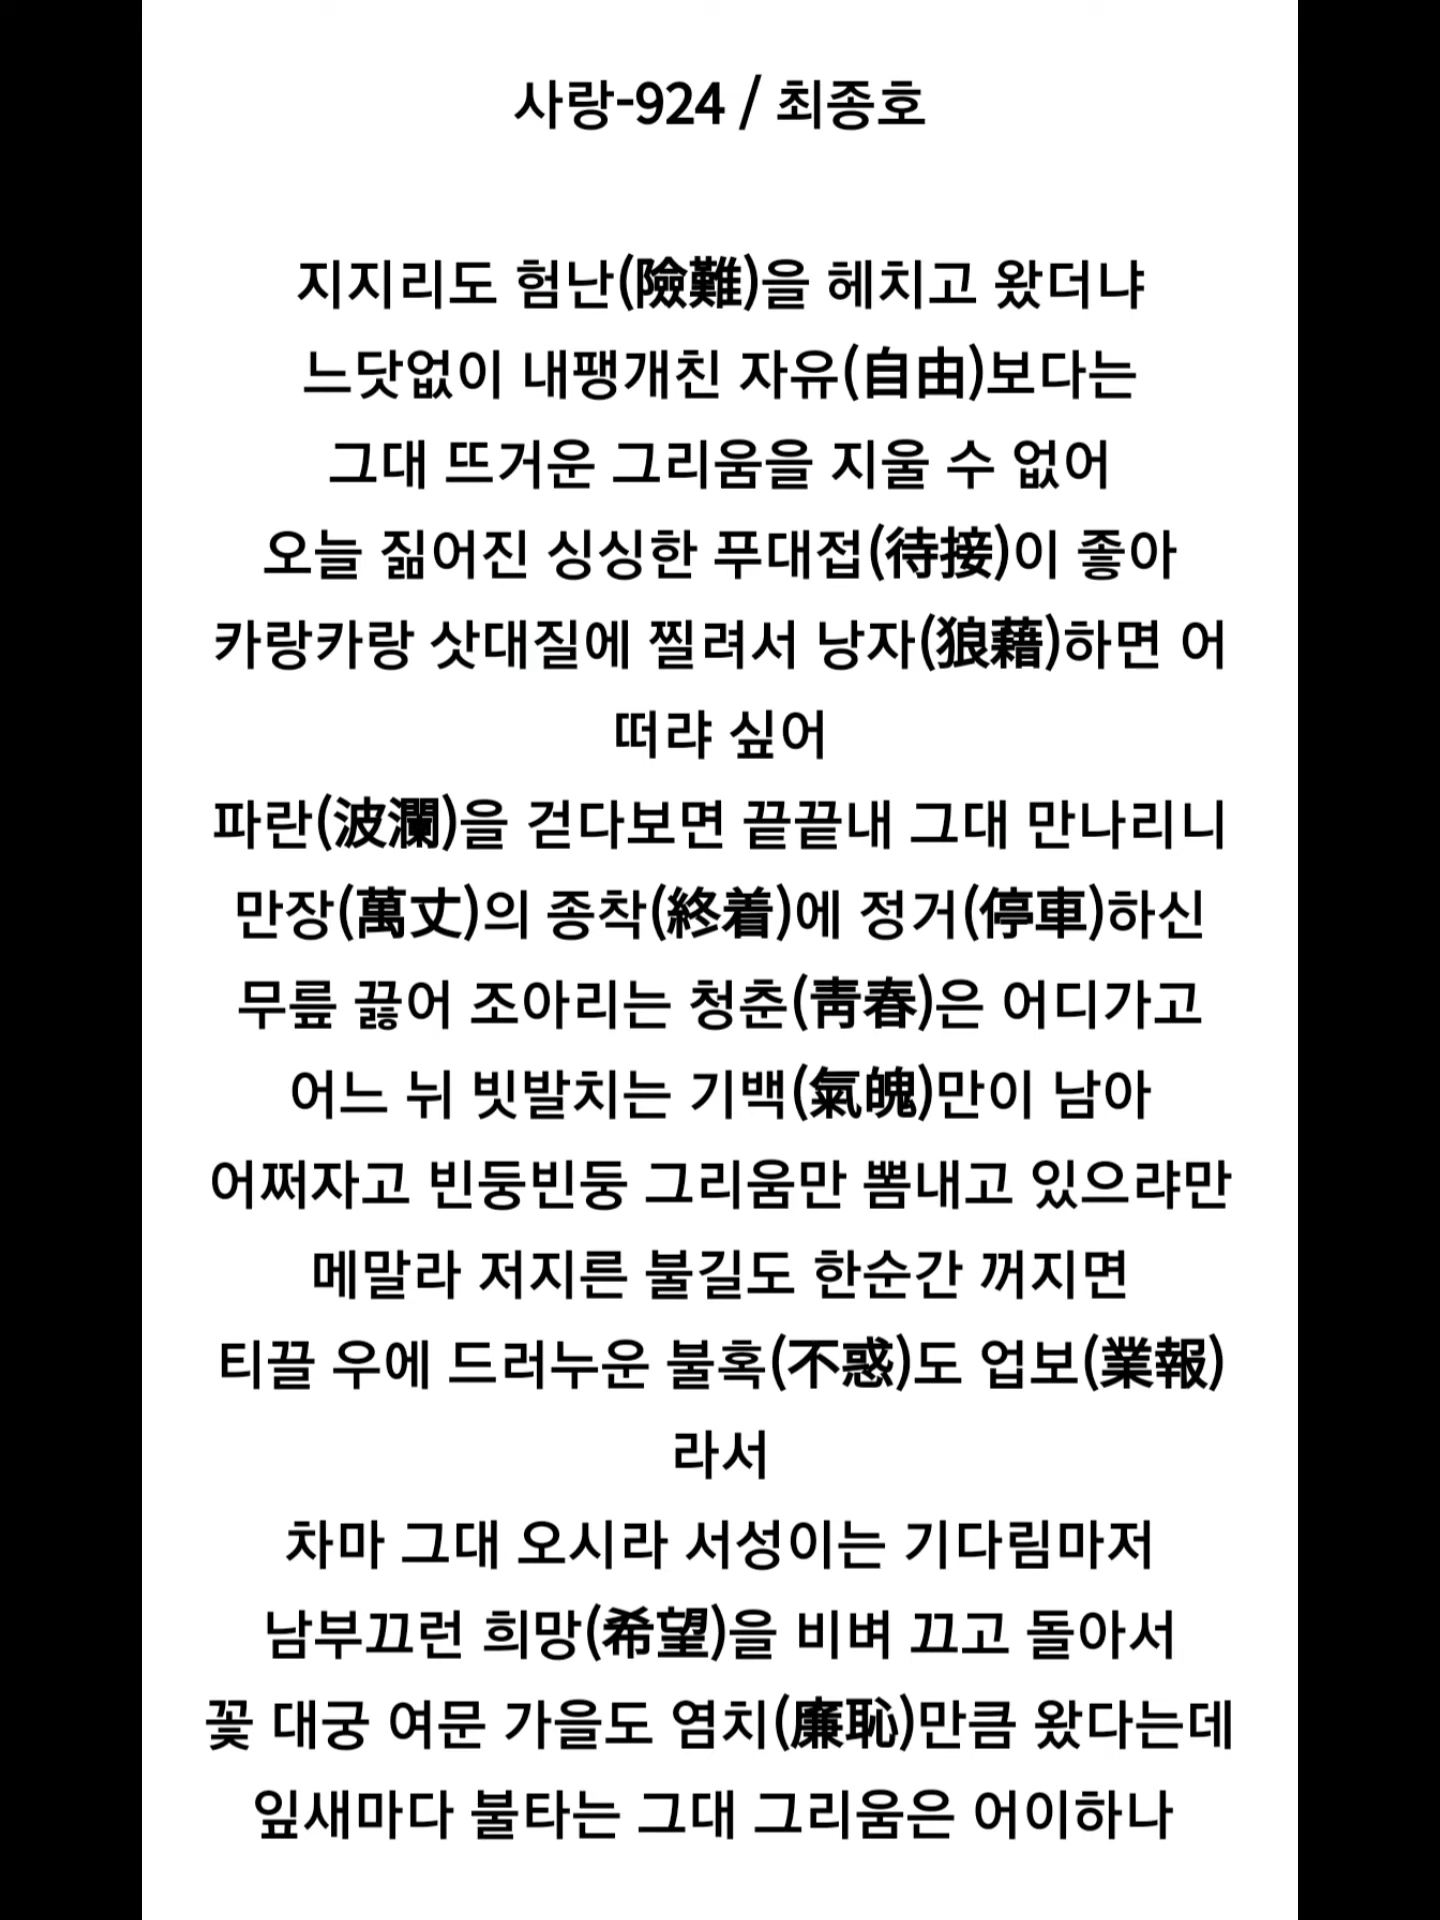 사랑-924 / 최종호
지지리도 험난(險難)을 헤치고 왔더냐
느닷없이 내팽개친 자유(自由)보다는
그대 뜨거운 그리움을 지울 수 없어
오늘 짊어진 싱싱한 푸대접(待接)이 좋아
카랑카랑 삿대질에 찔려서 낭자(狼藉)하면 어
떠랴 싶어
파란(波瀾)을 걷다보면 끝끝내 그대 만나리니
만장(萬丈)의 종착(終着)에 정거(停車)하신
무릎 끓어 조아리는 청춘(靑春)은 어디가고
어느 뉘 빗발치는 기백(氣魄)만이 남아
어쩌자고 빈둥빈둥 그리움만 뽐내고 있으랴만
메말라 저지른 불길도 한순간 꺼지면
티끌 우에 드러누운 불혹(不惑)도 업보(業報)
라서
차마 그대 오시라 서성이는 기다림마저
남부끄런 희망(希望)을 비벼 끄고 돌아서
꽃 대궁 여문 가을도 염치(廉恥)만큼 왔다는데
잎새마다 불타는 그대 그리움은 어이하나